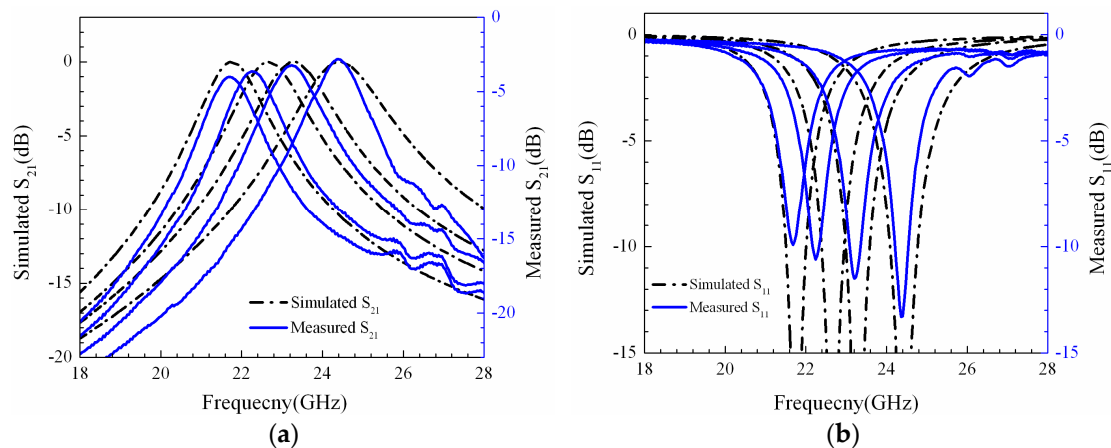 0
-5
-10
-15
-20
Simulated S21(dB)
0
-5
-10
-15
-20
Measured S21(dB)
Simulated S21
Measured S21
18 20 22 24 26 28
Frequecny(GHz)
(a)
0
-5
-10
-15
Simulated S11(dB)
0
-5
-10
-15
Measured S11(dB)
Simulated S11
Measured S11
18 20 22 23 24 26 28
Frequecny(GHz)
(b)